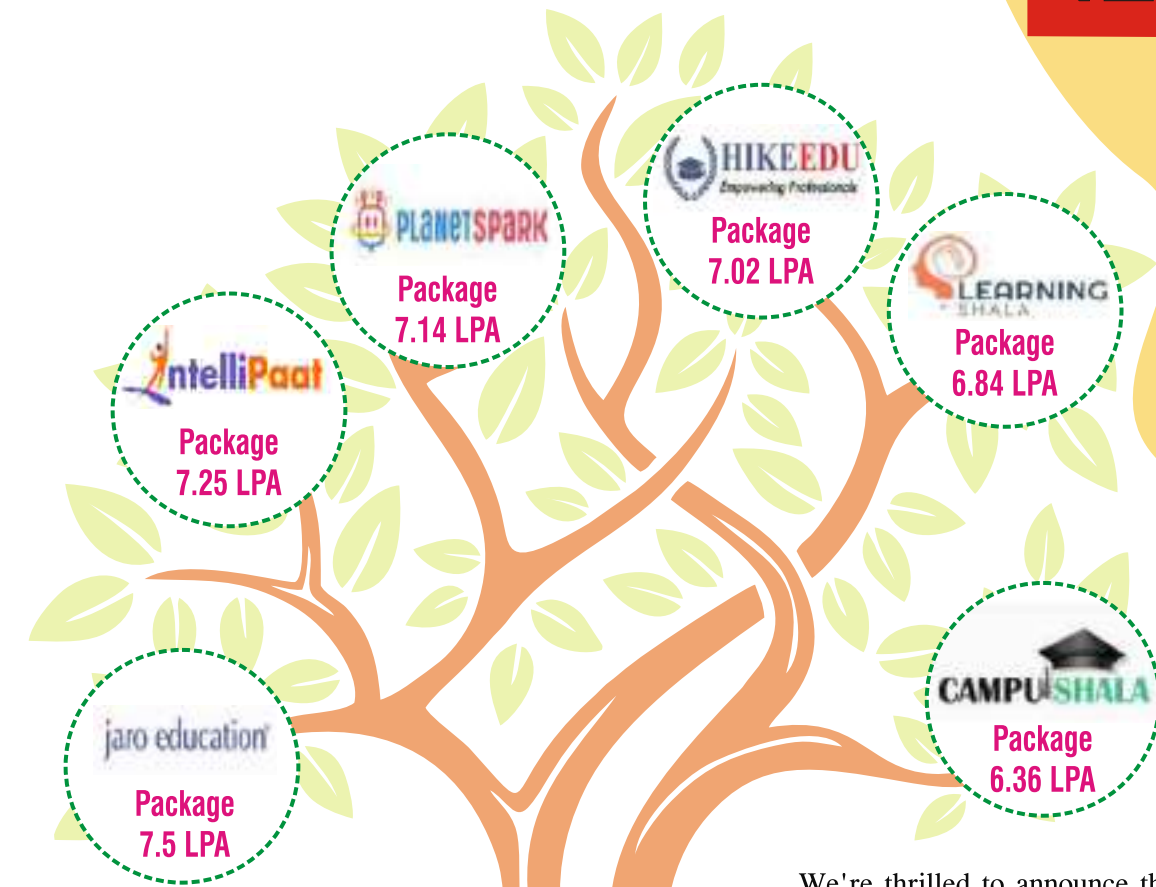 HIKEEDU
Empowering Professionals
Package
7.02 LPA
PLANETSPARK
Package
7.14 LPA
LEARNING
SHALA
Package
6.84 LPA
IntelliPaat
Package
7.25 LPA
CAMPUSHALA
Package
6.36 LPA
jaro education
Package
7.5 LPA
We're thrilled to announce th